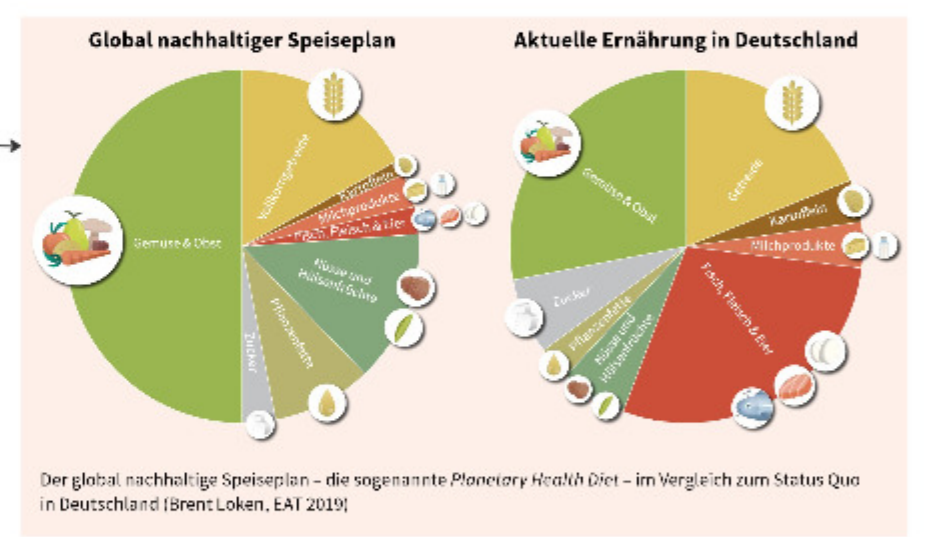 Global nachhaltiger Speiseplan
Vollkorngetreide
Kartoffeln
Milchprodukte
Fisch, Fleisch & Eier
Nüsse und
Hülsenfrüchte
Pflanzenfette
Zucker
Gemüse & Obst
Aktuelle Ernährung in Deutschland
Getreide
Kartoffeln
Milchprodukte
Fisch, Fleisch & Eier
Nüsse und
Hülsenfrüchte
Pflanzenfette
Zucker
Gemüse & Obst
Der global nachhaltige Speiseplan – die sogenannte Planetary Health Diet – im Vergleich zum Status Quo
in Deutschland (Brent Loken, EAT 2019)